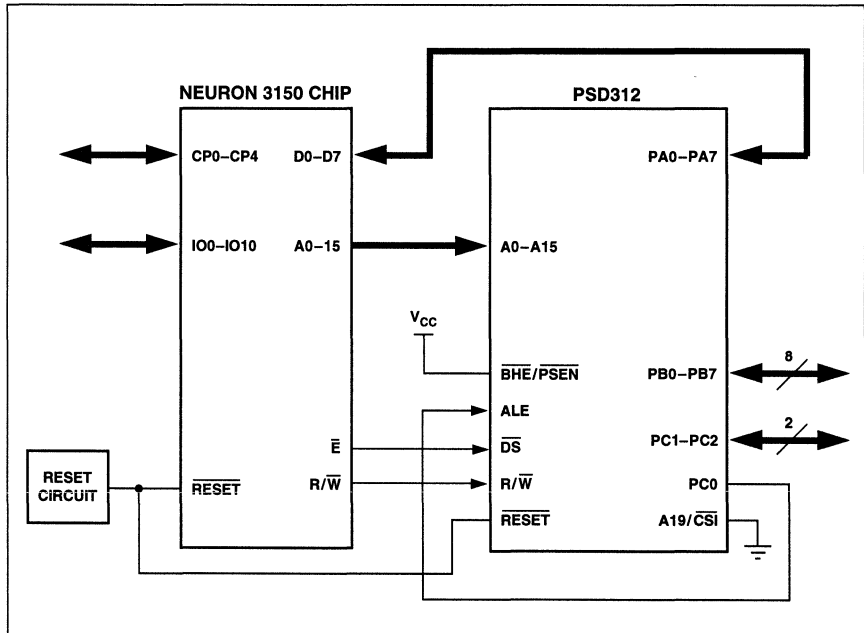 NEURON 3150 CHIP
PSD312
CP0–CP4
D0–D7
PA0–PA7
IO0–IO10
A0–15
A0–A15
VCC
BHE/PSEN
PB0–PB7
8
ALE
PC1–PC2
2
E
DS
RESET
CIRCUIT
RESET
R/W
R/W
PC0
RESET
A19/CSI